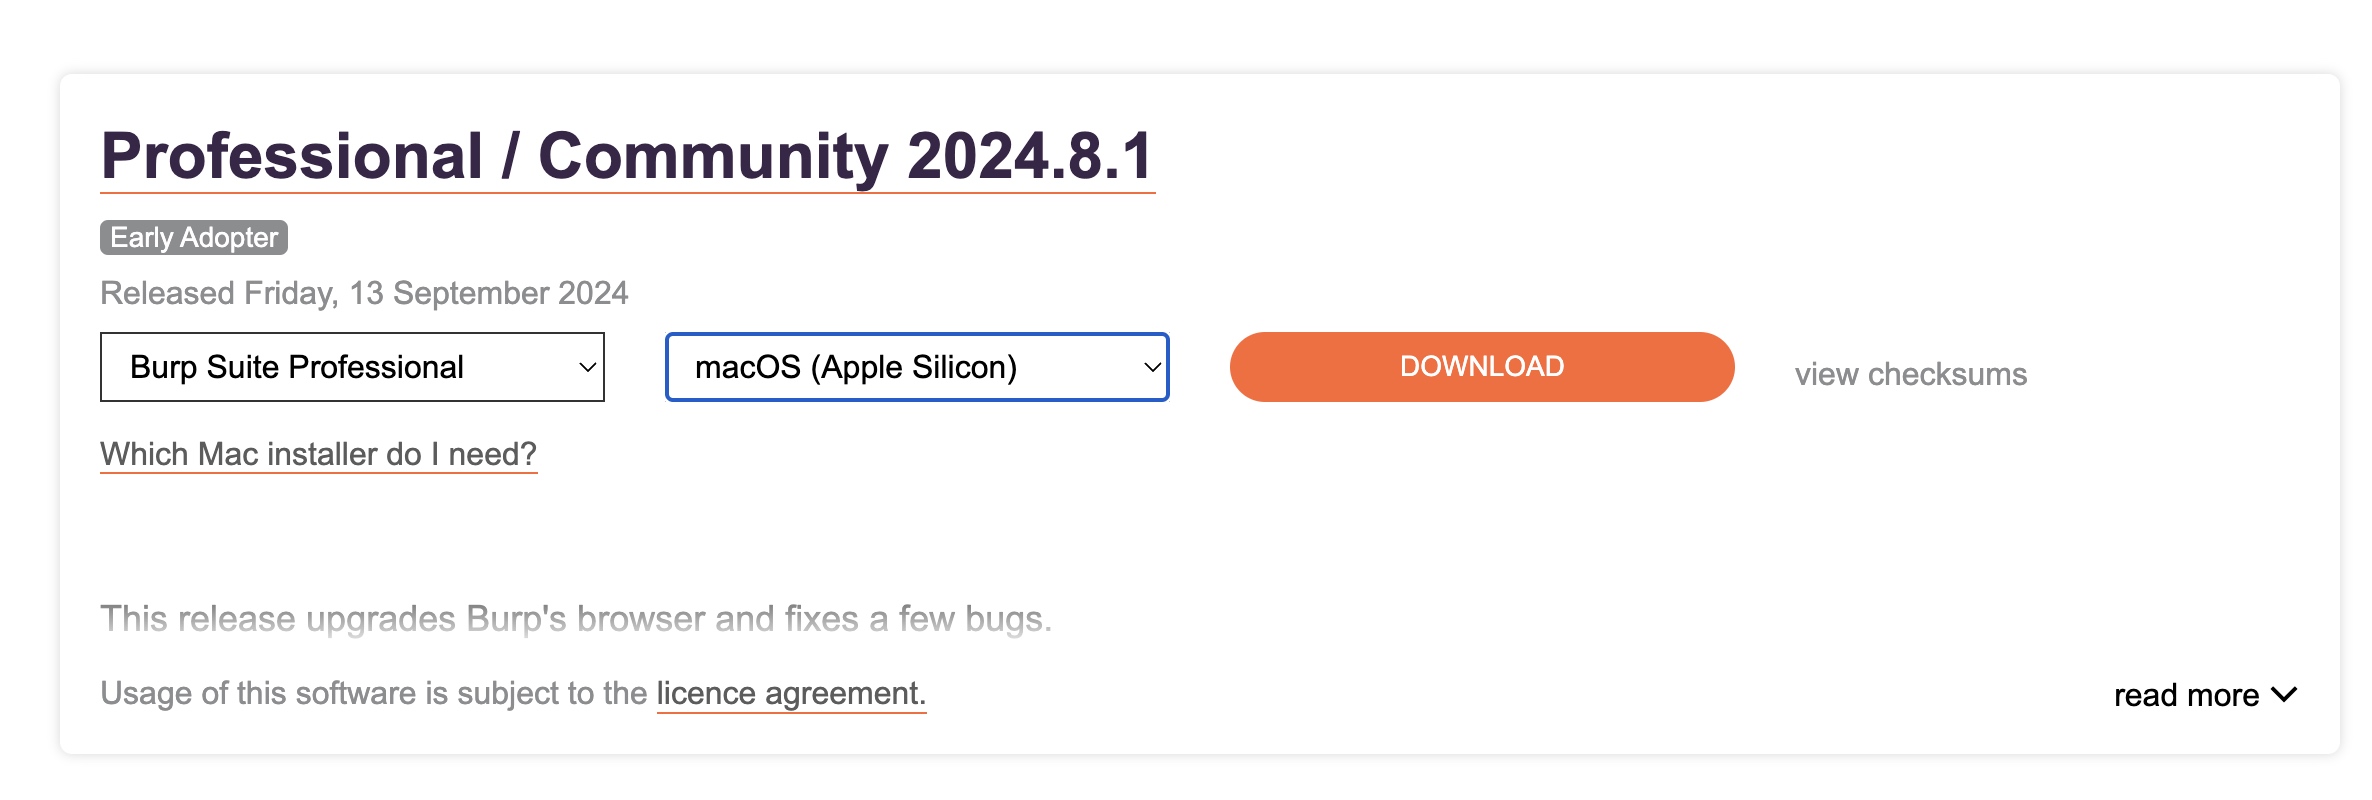 Professional / Community 2024.8.1
Early Adopter
Released Friday, 13 September 2024
Burp Suite Professional
macOS (Apple Silicon)
DOWNLOAD
view checksums
Which Mac installer do I need?
This release upgrades Burp's browser and fixes a few bugs.
Usage of this software is subject to the licence agreement.
read more